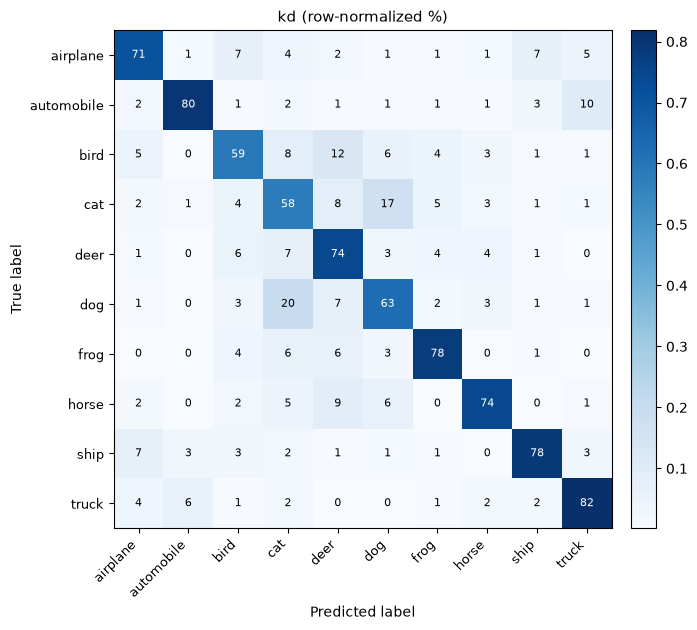 kd (row-normalized %)
airplane 71 1 7 4 2 1 1 1 7 5
automobile 2 80 1 2 1 1 1 1 3 10
bird 5 0 59 8 12 6 4 3 1 1
cat 2 1 4 58 8 17 5 3 1 1
deer 1 0 6 7 74 3 4 4 1 0
dog 1 0 3 20 7 63 2 3 1 1
frog 0 0 4 6 6 3 78 0 1 0
horse 2 0 2 5 9 6 0 74 0 1
ship 7 3 3 2 1 1 1 0 78 3
truck 4 6 1 2 0 0 1 2 2 82
airplane automobile bird cat deer dog frog horse ship truck
Predicted label
True label
0.8
0.7
0.6
0.5
0.4
0.3
0.2
0.1